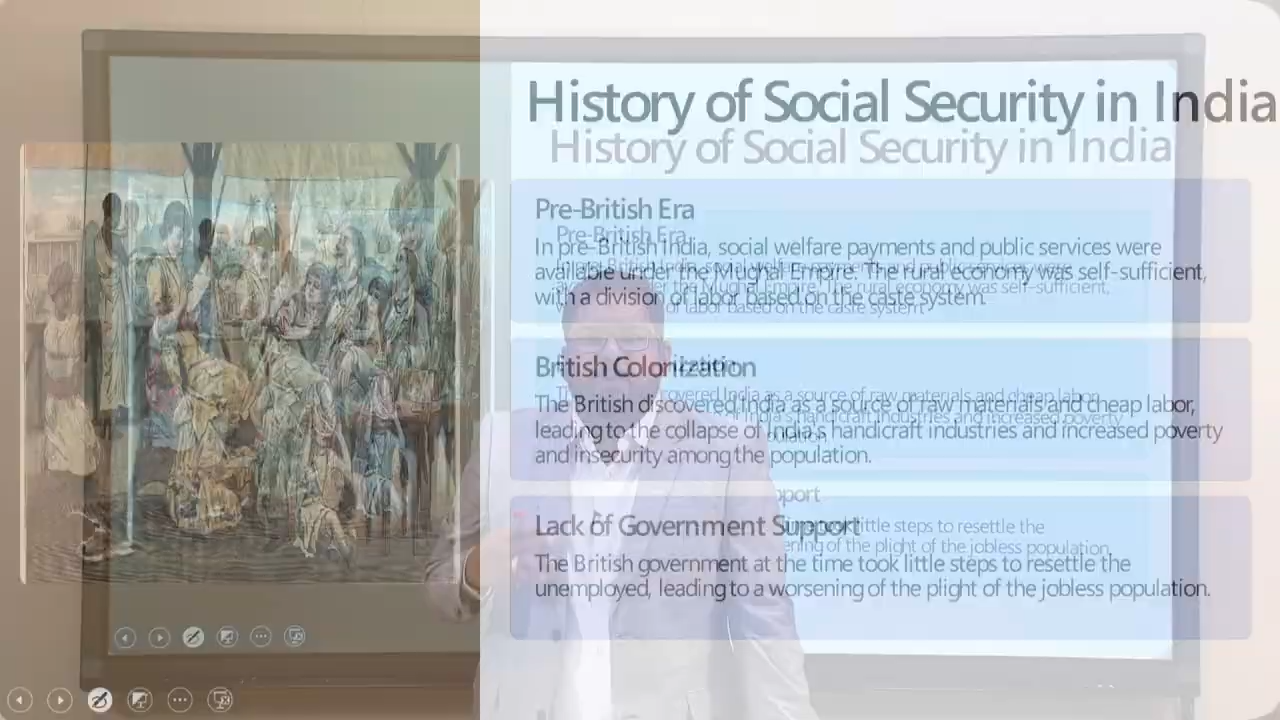 History of Social Security in India
History of Social Security in India
Pre-British Era
Pre-British Era
In pre-British India, social welfare payments and public services were
available under the Mughal Empire. The rural economy was self-sufficient,
with a division of labor based on the caste system.
British Colonization
The British discovered India as a source of raw materials and cheap labor,
leading to the collapse of India's handicraft industries and increased poverty
and insecurity among the population.
Lack of Government Support
The British government at the time took little steps to resettle the
unemployed, leading to a worsening of the plight of the jobless population.